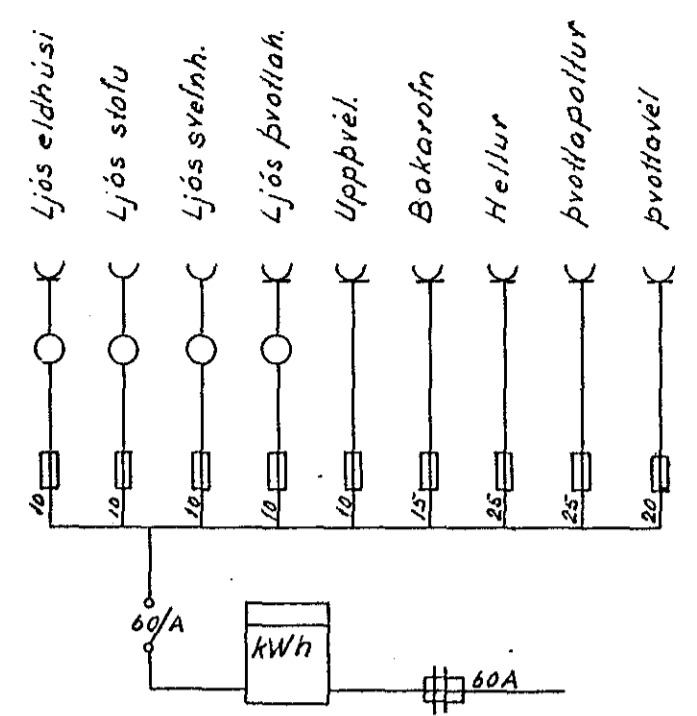 Ljós eldhúsi
Ljós stofu
Ljós svefnh.
Ljós þvottah.
Uppþvél.
Bakarofn
Hellur
þvottapottur
þvottavél
10
10
10
10
10
15
25
25
20
60/A
kWh
60A